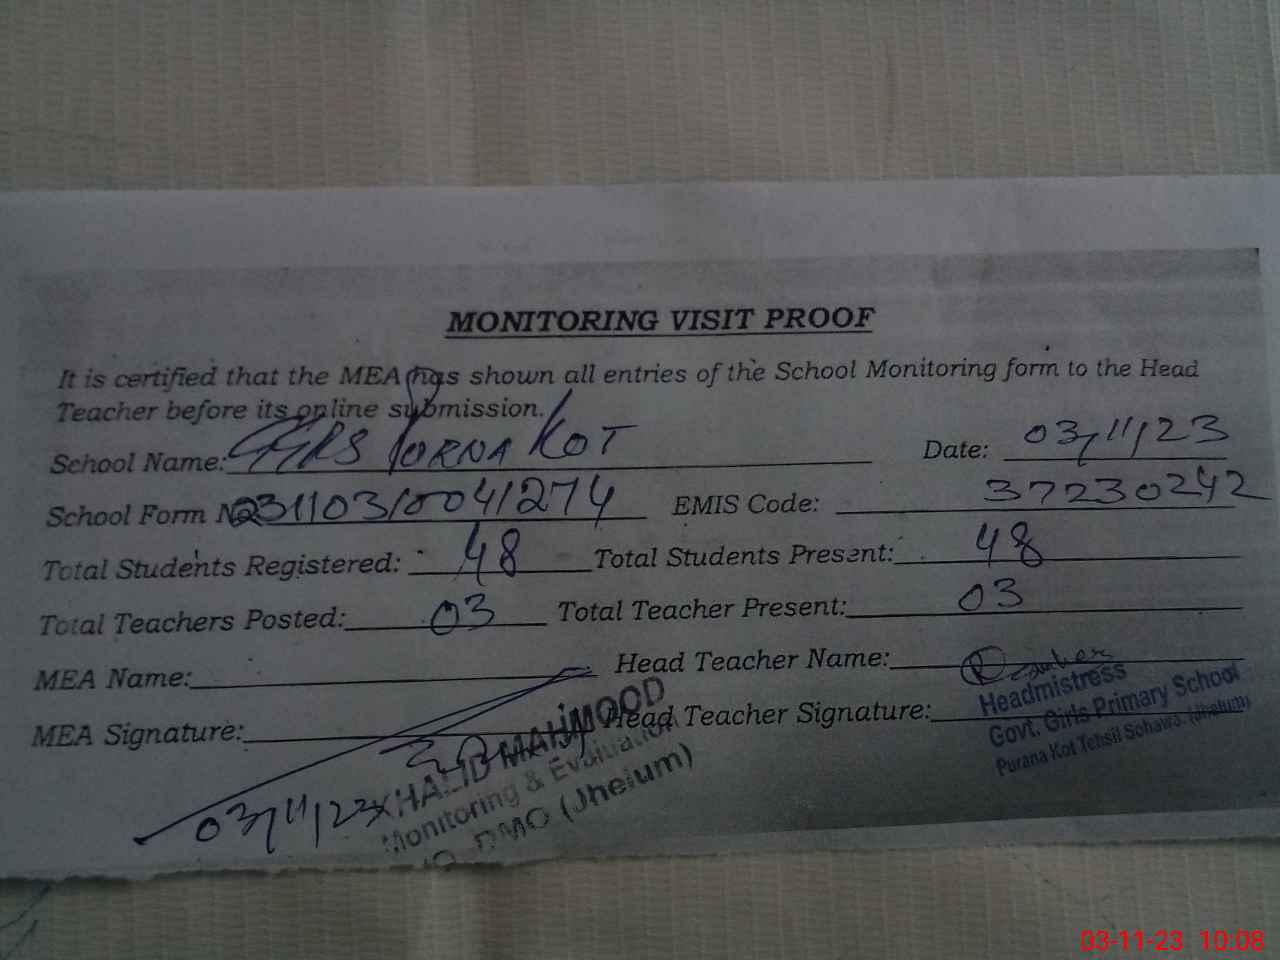 MONITORING VISIT PROOF
It is certified that the MEA has shown all entries of the School Monitoring form to the Head
Teacher before its online submission.
School Name: GGPS PORNA KOT Date: 03/11/23
School Form No 231103100041274 EMIS Code: 37230242
Total Students Registered: 48 Total Students Present: 48
Total Teachers Posted: 03 Total Teacher Present: 03
MEA Name: Head Teacher Name:
MEA Signature: Head Teacher Signature:
Headmistress
Govt. Girls Primary School
Purana Kot Tehsil Sohawa (Jhelum)
03/11/23
KHALID MAHMOOD
Monitoring & Evaluation
DMO (Jhelum)
03-11-23 10:08